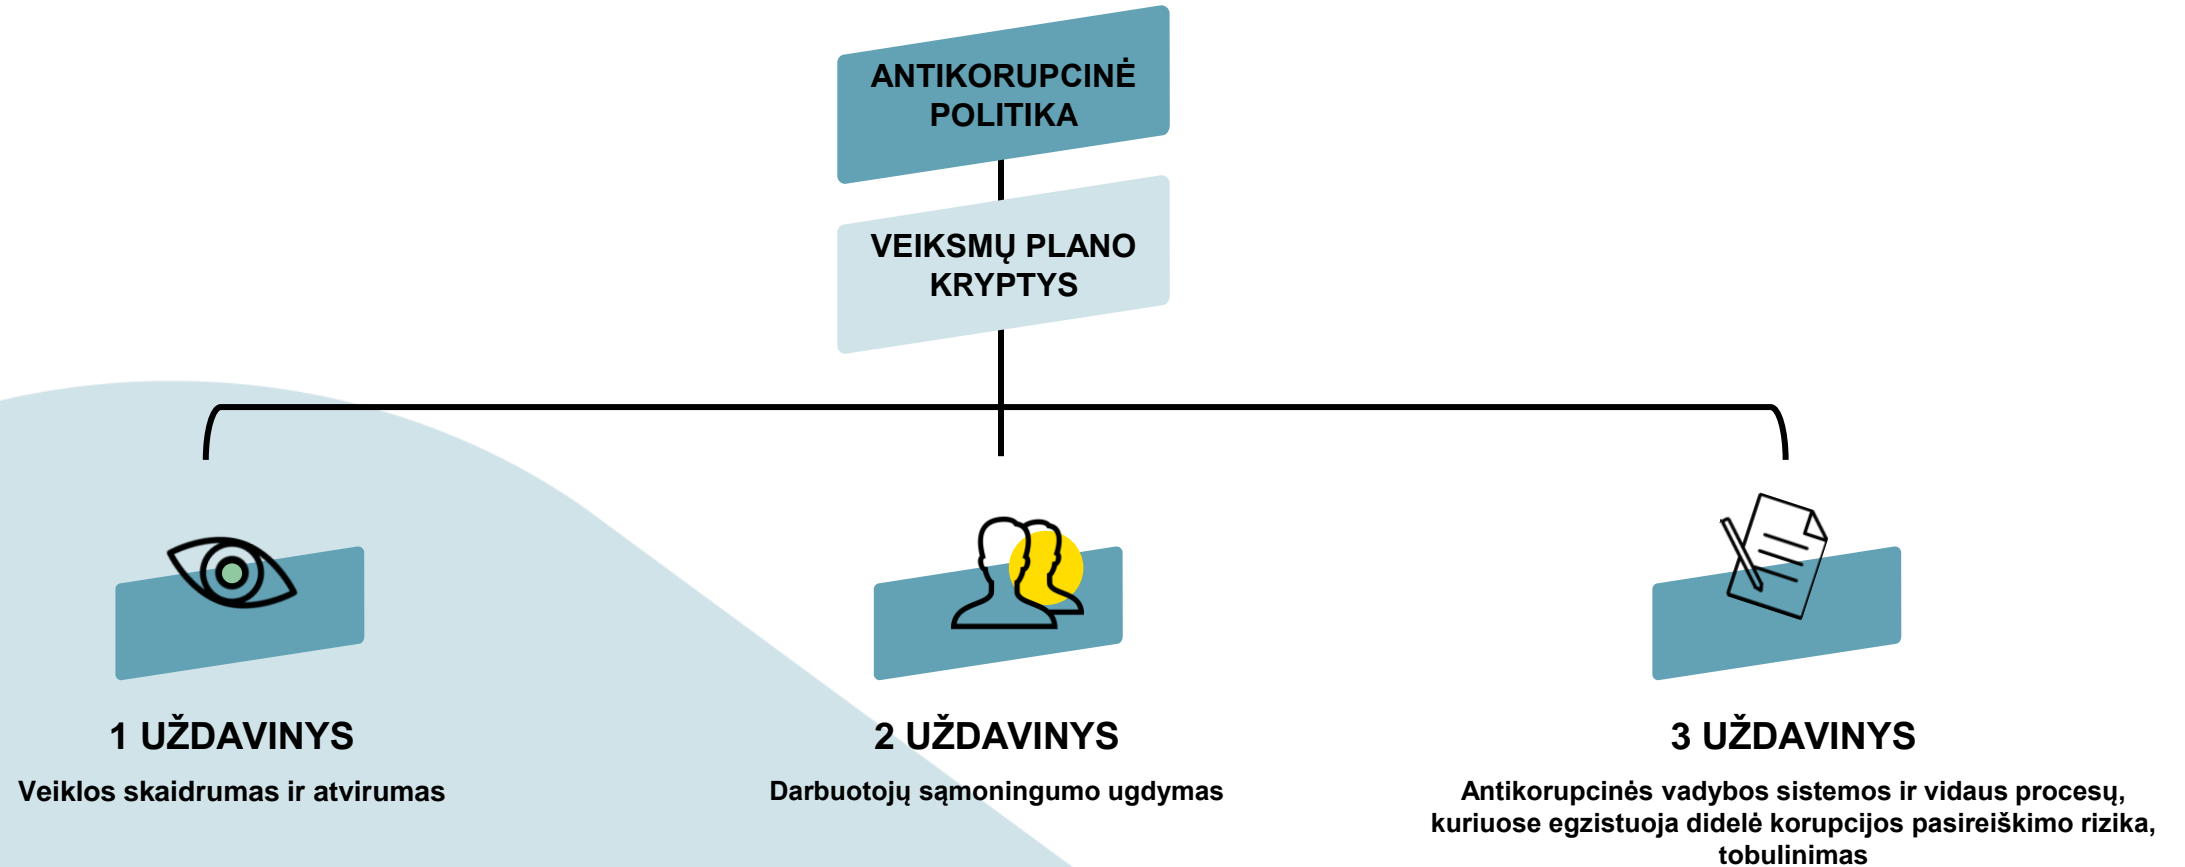 ANTIKORUPCINĖ
POLITIKA
VEIKSMŲ PLANO
KRYPTYS
1 UŽDAVINYS
Veiklos skaidrumas ir atvirumas
2 UŽDAVINYS
Darbuotojų sąmoningumo ugdymas
3 UŽDAVINYS
Antikorupcinės vadybos sistemos ir vidaus procesų,
kuriuose egzistuoja didelė korupcijos pasireiškimo rizika,
tobulinimas